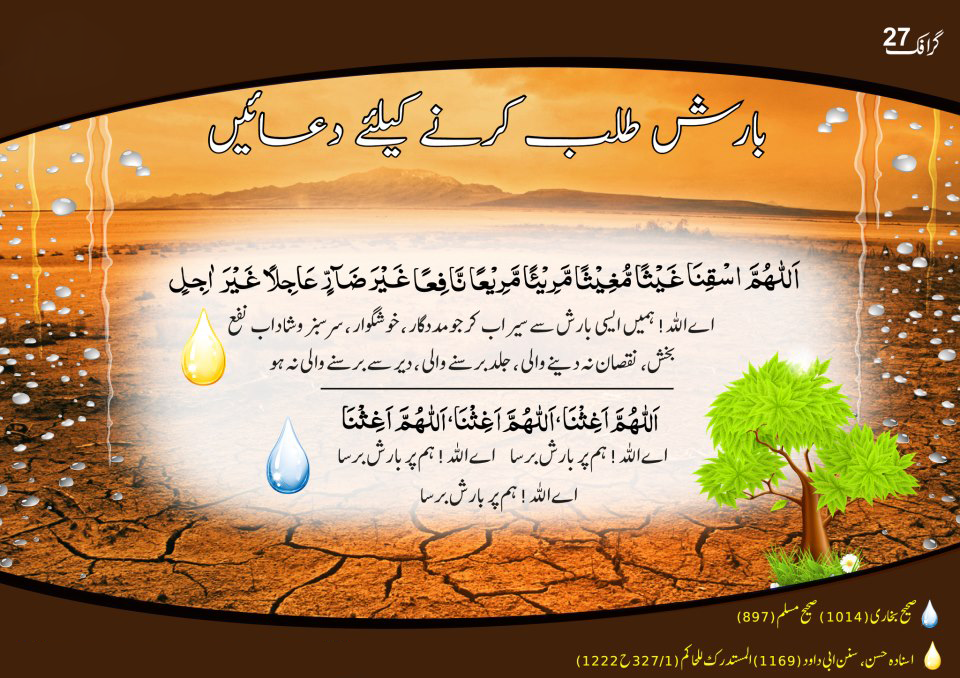 گرافک 27
بارش طلب کرنے کیلئے دعائیں
اَللّٰهُمَّ اسْقِنَا غَيْثًا مُّغِيْثًا مَّرِيْئًا مَّرِيْعًا نَّافِعًا غَيْرَ ضَآرٍّ عَاجِلًا غَيْرَ اٰجِلٍ
اے اللہ ! ہمیں ایسی بارش سے سیراب کر جو مددگار ، خوشگوار ، سرسبز و شاداب نفع
بخش ، نقصان نہ دینے والی ، جلد برسنے والی ، دیر سے برسنے والی نہ ہو
اَللّٰهُمَّ اَغِثْنَا، اَللّٰهُمَّ اَغِثْنَا، اَللّٰهُمَّ اَغِثْنَا
اے اللہ ! ہم پر بارش برسا اے اللہ ! ہم پر بارش برسا
اے اللہ ! ہم پر بارش برسا
صحیح بخاری (1014) صحیح مسلم (897)
اسنادہ حسن ، سنن ابی داود (1169) المستدرک للحاکم (327/1 ح 1222)